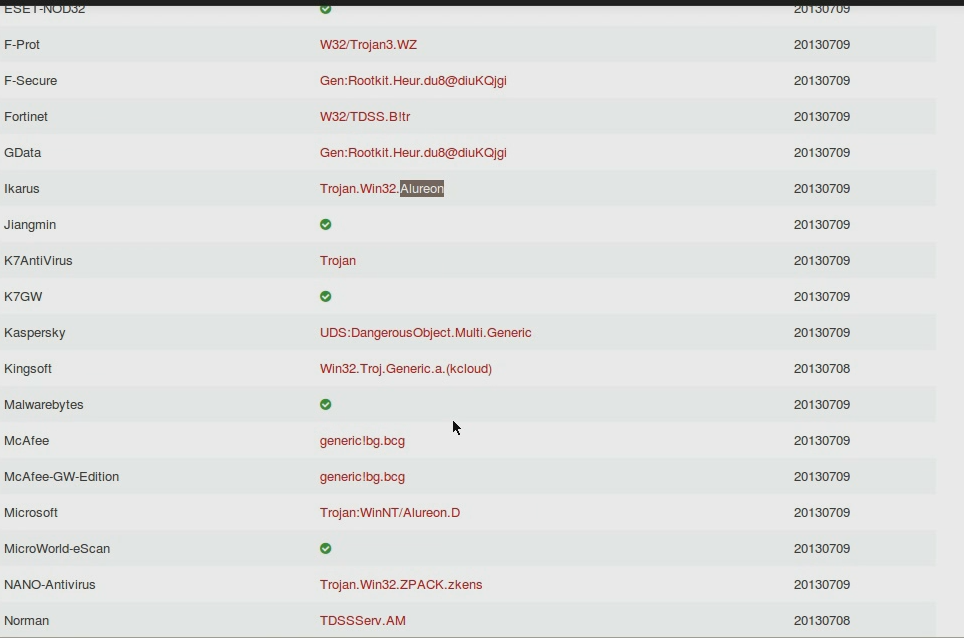 ESET-NOD32 20130709
F-Prot W32/Trojan3.WZ 20130709
F-Secure Gen:Rootkit.Heur.du8@diuKQjgi 20130709
Fortinet W32/TDSS.B!tr 20130709
GData Gen:Rootkit.Heur.du8@diuKQjgi 20130709
Ikarus Trojan.Win32.Alureon 20130709
Jiangmin 20130709
K7AntiVirus Trojan 20130709
K7GW 20130709
Kaspersky UDS:DangerousObject.Multi.Generic 20130709
Kingsoft Win32.Troj.Generic.a.(kcloud) 20130708
Malwarebytes 20130709
McAfee generic!bg.bcg 20130709
McAfee-GW-Edition generic!bg.bcg 20130709
Microsoft Trojan:WinNT/Alureon.D 20130709
MicroWorld-eScan 20130709
NANO-Antivirus Trojan.Win32.ZPACK.zkens 20130709
Norman TDSSServ.AM 20130708